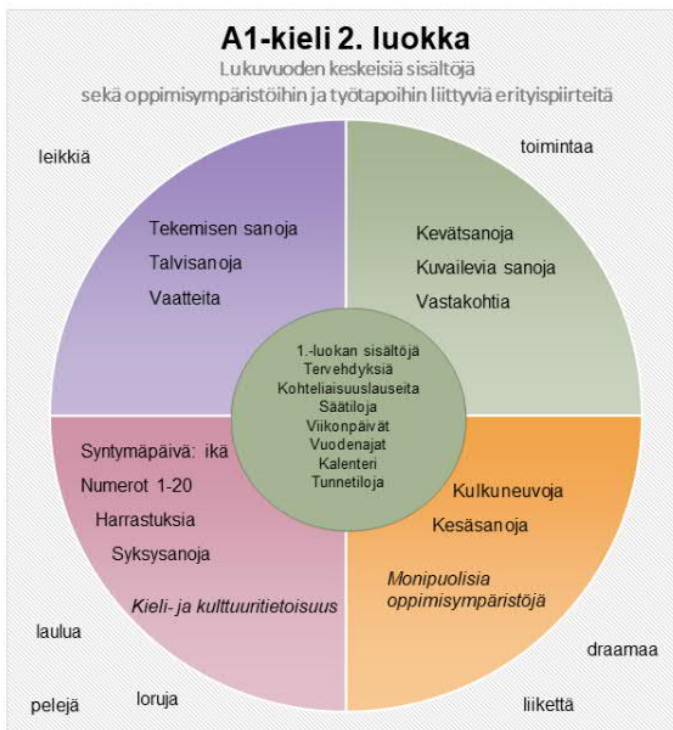 A1-kieli 2. luokka
Lukuvuoden keskeisiä sisältöjä
sekä oppimisympäristöihin ja työtapoihin liittyviä erityispiirteitä
leikkiä
toimintaa
Tekemisen sanoja
Talvisanoja
Vaatteita
Kevätsanoja
Kuvailevia sanoja
Vastakohtia
1.-luokan sisältöjä
Tervehdyksiä
Kohteliaisuuslauseita
Säätiloja
Viikonpäivät
Vuodenajat
Kalenteri
Tunnetiloja
Syntymäpäivä: ikä
Numerot 1-20
Harrastuksia
Syksysanoja
Kieli- ja kulttuuritietoisuus
Kulkuneuvoja
Kesäsanoja
Monipuolisia
oppimisympäristöjä
laulua
pelejä
loruja
draamaa
liikettä